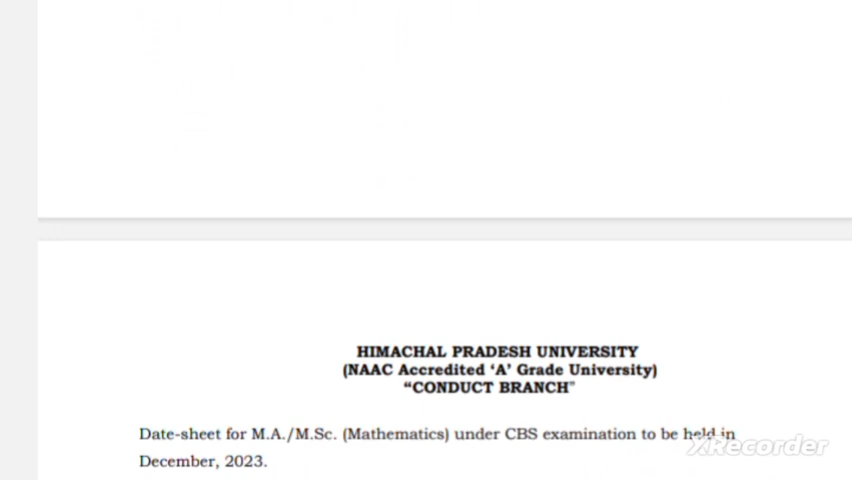 HIMACHAL PRADESH UNIVERSITY
(NAAC Accredited ‘A’ Grade University)
“CONDUCT BRANCH”
Date-sheet for M.A./M.Sc. (Mathematics) under CBS examination to be held in
December, 2023.
XRecorder